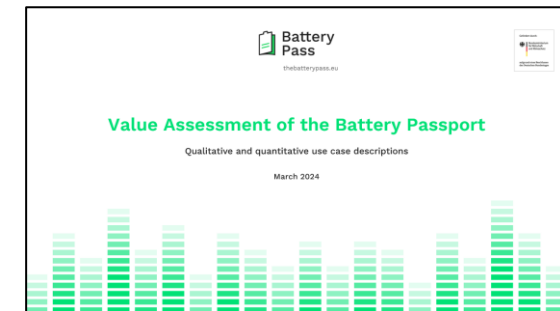 Battery
Pass
thebatterypass.eu
Value Assessment of the Battery Passport
Qualitative and quantitative use case descriptions
March 2024